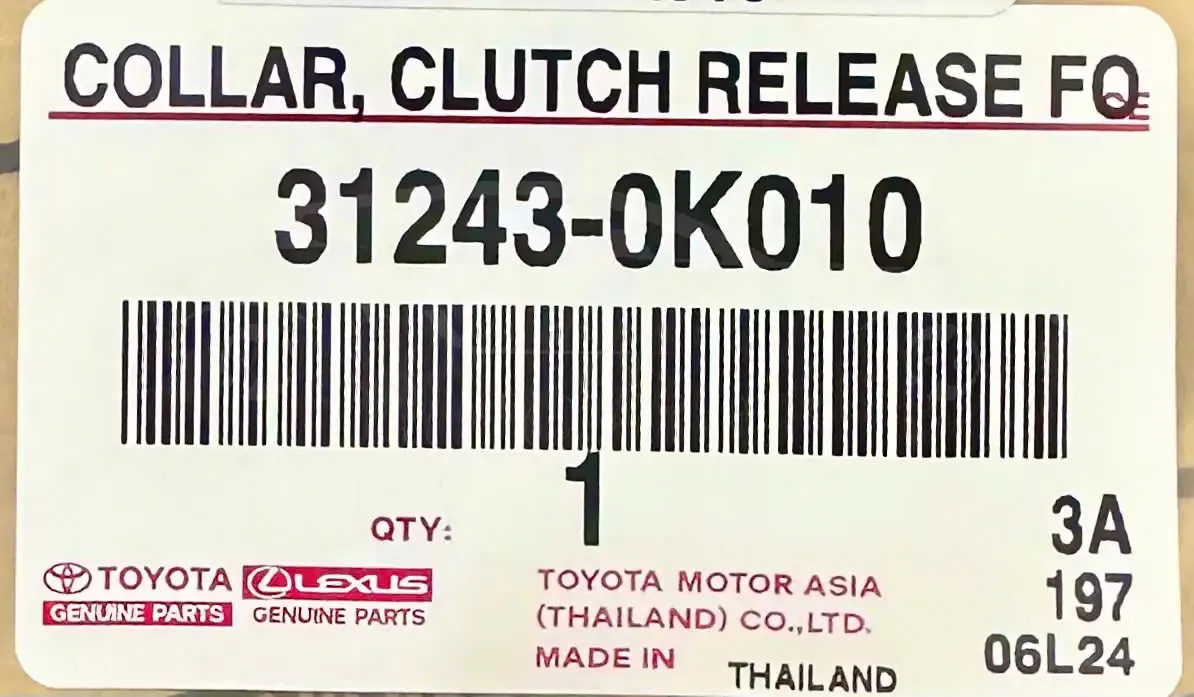 COLLAR, CLUTCH RELEASE FO
31243-0K010
1
QTY:
3A
TOYOTA LEXUS
GENUINE PARTS GENUINE PARTS
TOYOTA MOTOR ASIA
(THAILAND) CO.,LTD.
197
MADE IN THAILAND
06L24